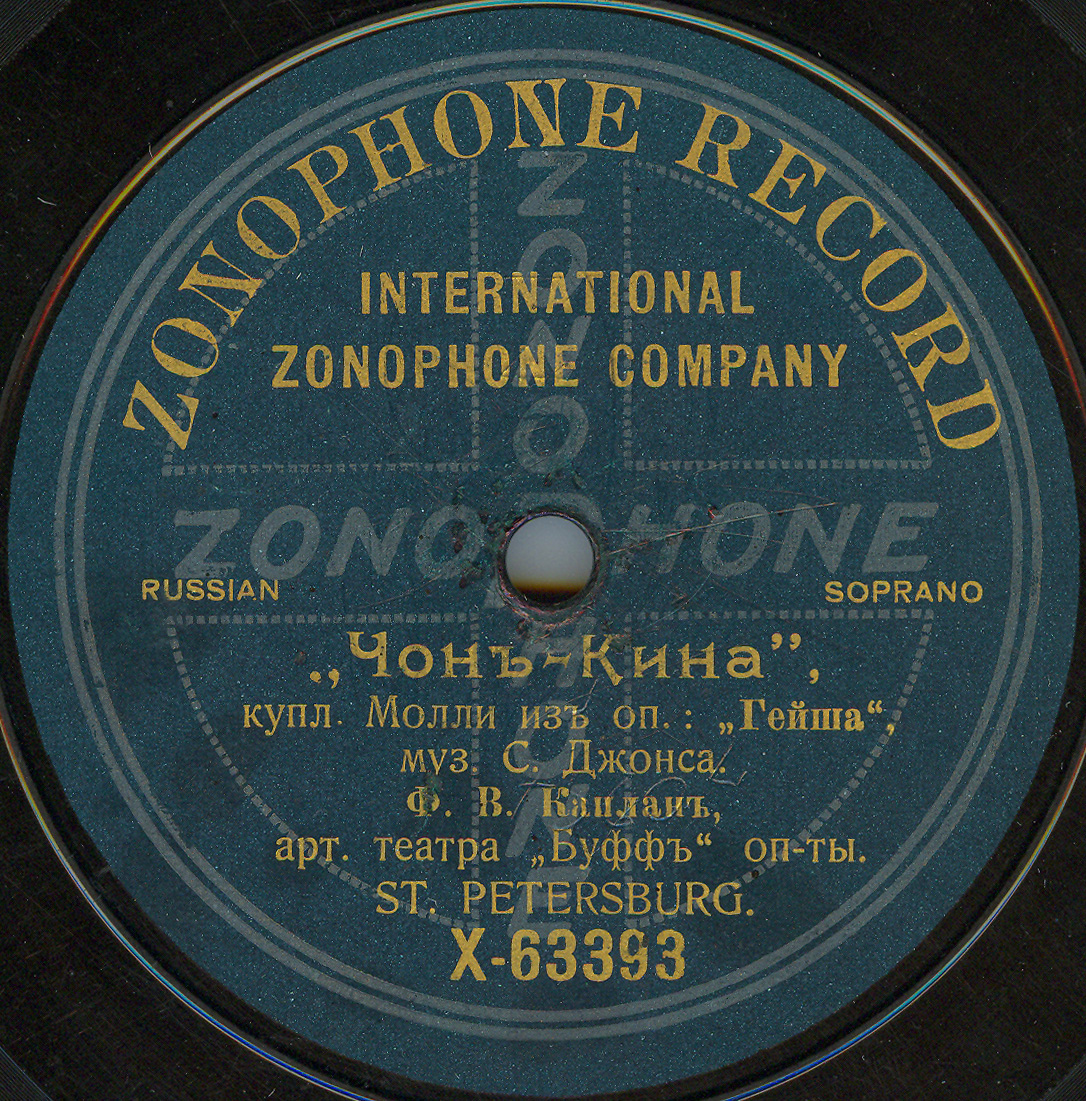 ZONOPHONE RECORD
INTERNATIONAL
ZONOPHONE COMPANY
ZONOPHONE
ZONOPHONE
RUSSIAN
SOPRANO
„Чонъ-Кина”,
купл. Молли изъ оп.: „Гейша“,
муз. С. Джонса.
Ф. В. Капланъ,
арт. театра „Буффъ“ оп-ты.
ST. PETERSBURG.
X-63393